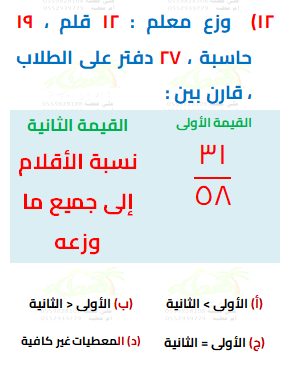 ١٢) وزع معلم : ١٢ قلم ، ١٩
حاسبة ، ٢٧ دفتر على الطلاب
، قارن بين :
القيمة الأولى
القيمة الثانية
٣١
٥٨
نسبة الأقلام
إلى جميع ما
وزعه
(أ) الأولى > الثانية
(ب) الأولى < الثانية
(ج) الأولى = الثانية
(د) المعطيات غير كافية